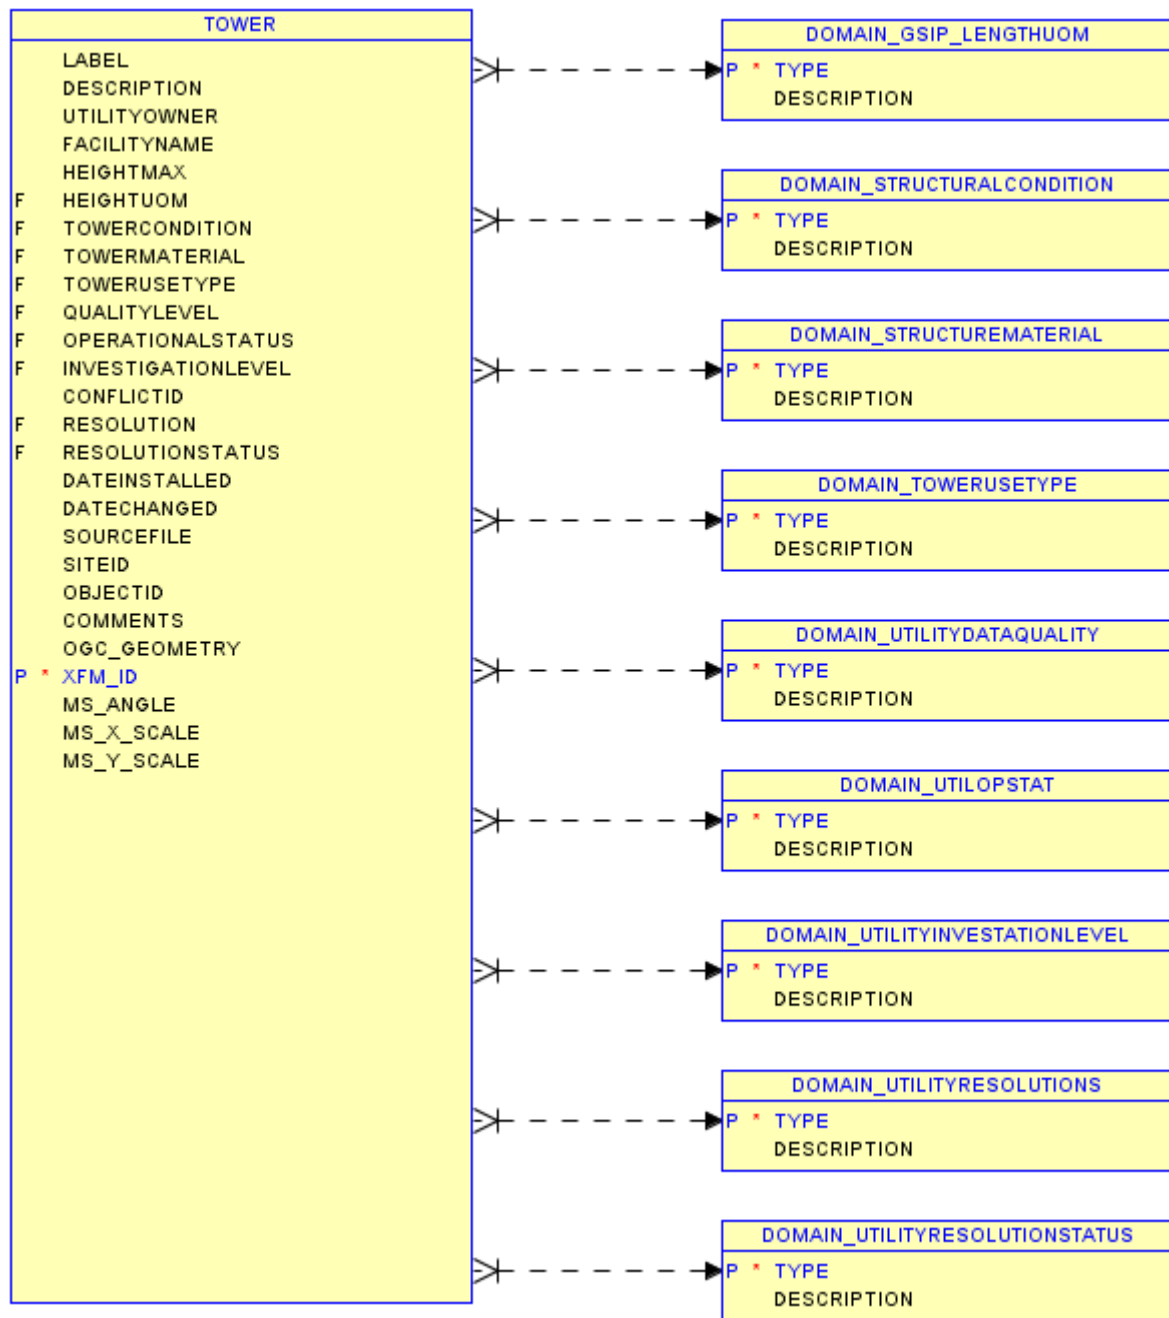 TOWER
LABEL
DESCRIPTION
UTILITYOWNER
FACILITYNAME
HEIGHTMAX
F HEIGHTUOM
F TOWERCONDITION
F TOWERMATERIAL
F TOWERUSETYPE
F QUALITYLEVEL
F OPERATIONALSTATUS
F INVESTIGATIONLEVEL
CONFLICTID
F RESOLUTION
F RESOLUTIONSTATUS
DATEINSTALLED
DATECHANGED
SOURCEFILE
SITEID
OBJECTID
COMMENTS
OGC_GEOMETRY
P * XFM_ID
MS_ANGLE
MS_X_SCALE
MS_Y_SCALE
DOMAIN_GSIP_LENGTHUOM
P * TYPE
DESCRIPTION
DOMAIN_STRUCTURALCONDITION
P * TYPE
DESCRIPTION
DOMAIN_STRUCTUREMATERIAL
P * TYPE
DESCRIPTION
DOMAIN_TOWERUSETYPE
P * TYPE
DESCRIPTION
DOMAIN_UTILITYDATAQUALITY
P * TYPE
DESCRIPTION
DOMAIN_UTILOPSTAT
P * TYPE
DESCRIPTION
DOMAIN_UTILITYINVESTATIONLEVEL
P * TYPE
DESCRIPTION
DOMAIN_UTILITYRESOLUTIONS
P * TYPE
DESCRIPTION
DOMAIN_UTILITYRESOLUTIONSTATUS
P * TYPE
DESCRIPTION